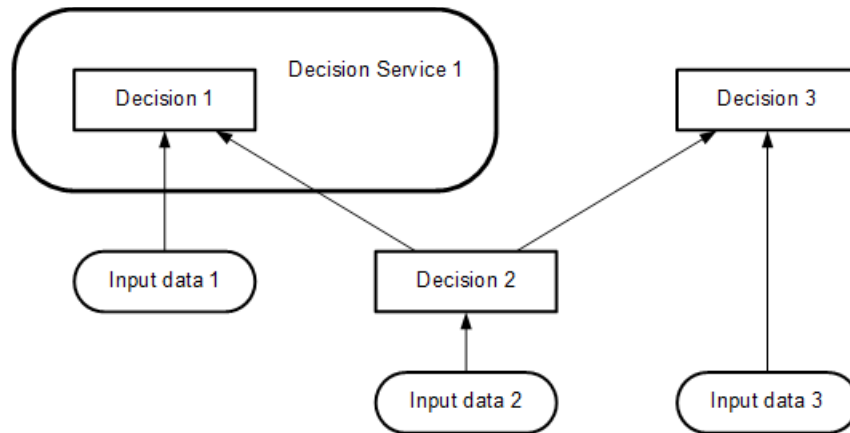 Decision Service 1
Decision 1
Decision 3
Input data 1
Decision 2
Input data 2
Input data 3